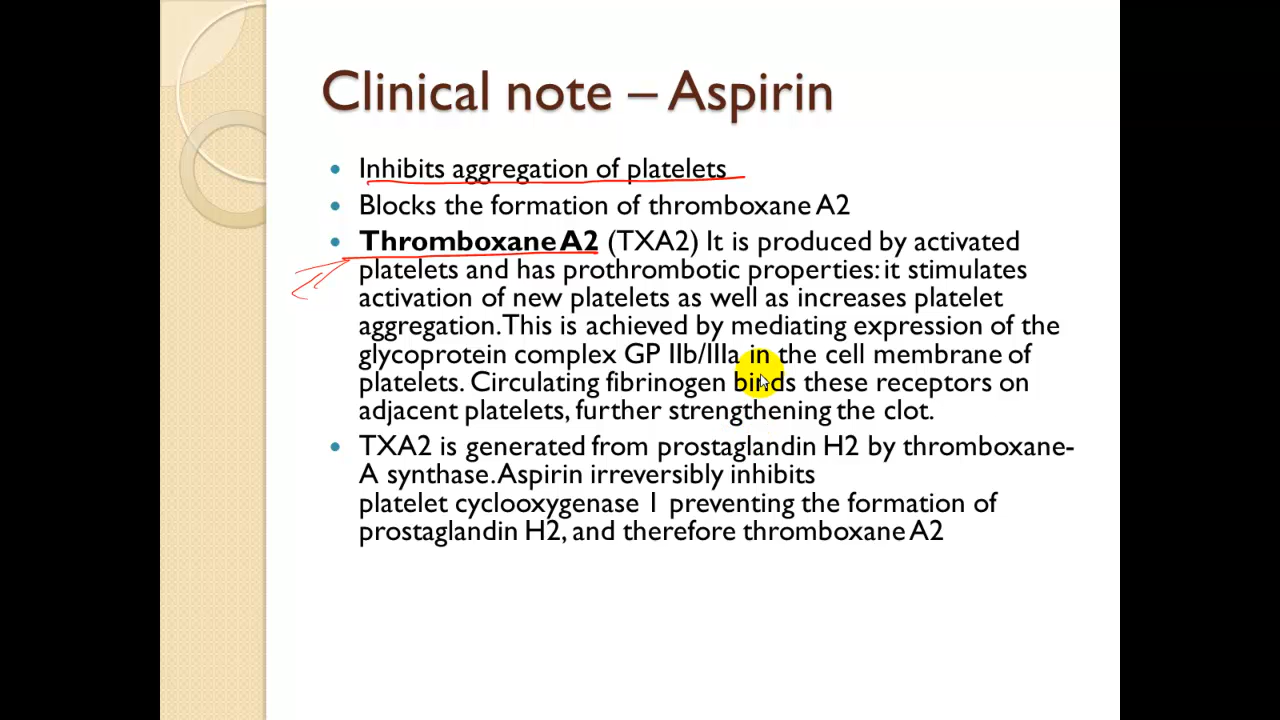 Clinical note – Aspirin
• Inhibits aggregation of platelets
• Blocks the formation of thromboxane A2
• Thromboxane A2 (TXA2) It is produced by activated
platelets and has prothrombotic properties: it stimulates
activation of new platelets as well as increases platelet
aggregation. This is achieved by mediating expression of the
glycoprotein complex GP IIb/IIIa in the cell membrane of
platelets. Circulating fibrinogen binds these receptors on
adjacent platelets, further strengthening the clot.
• TXA2 is generated from prostaglandin H2 by thromboxane-
A synthase. Aspirin irreversibly inhibits
platelet cyclooxygenase 1 preventing the formation of
prostaglandin H2, and therefore thromboxane A2